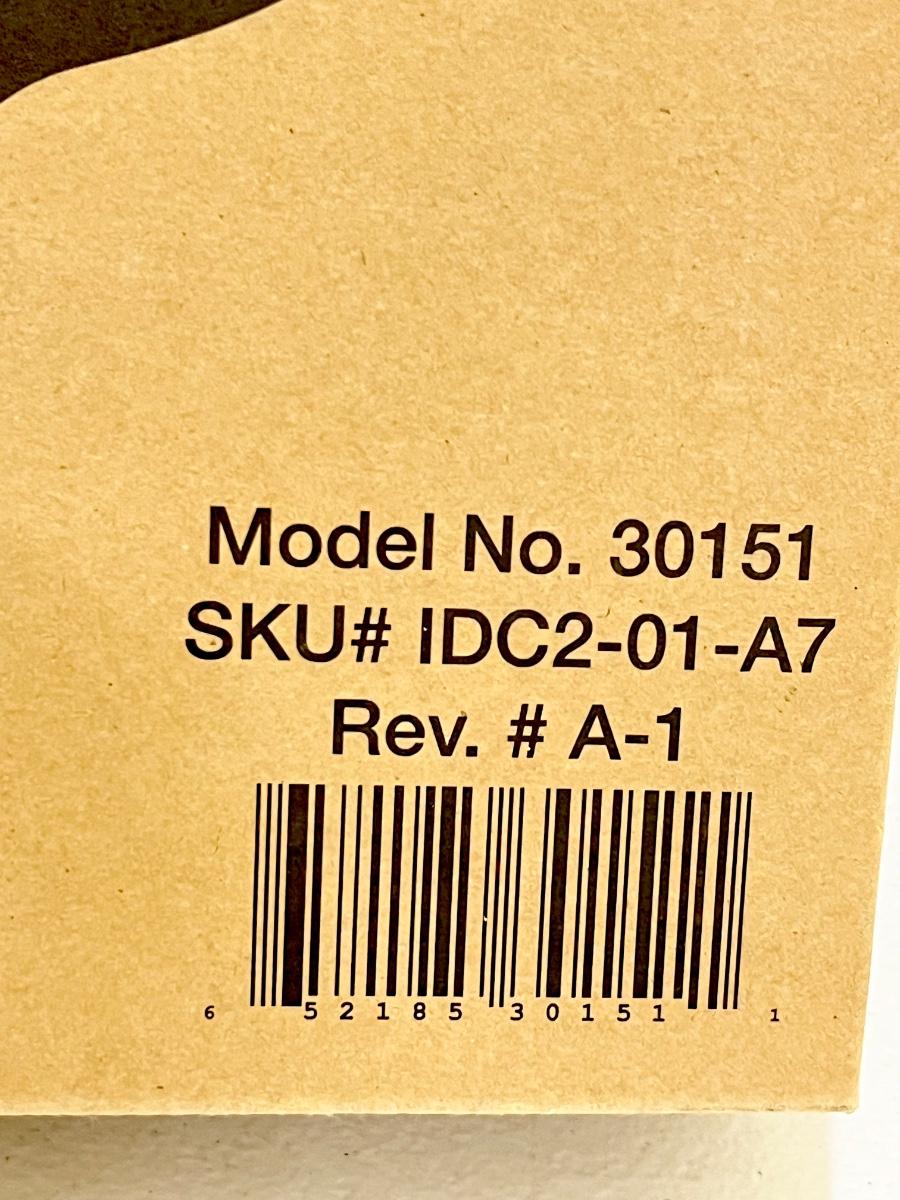 Model No. 30151
SKU# IDC2-01-A7
Rev. # A-1
6 52185 30151 1